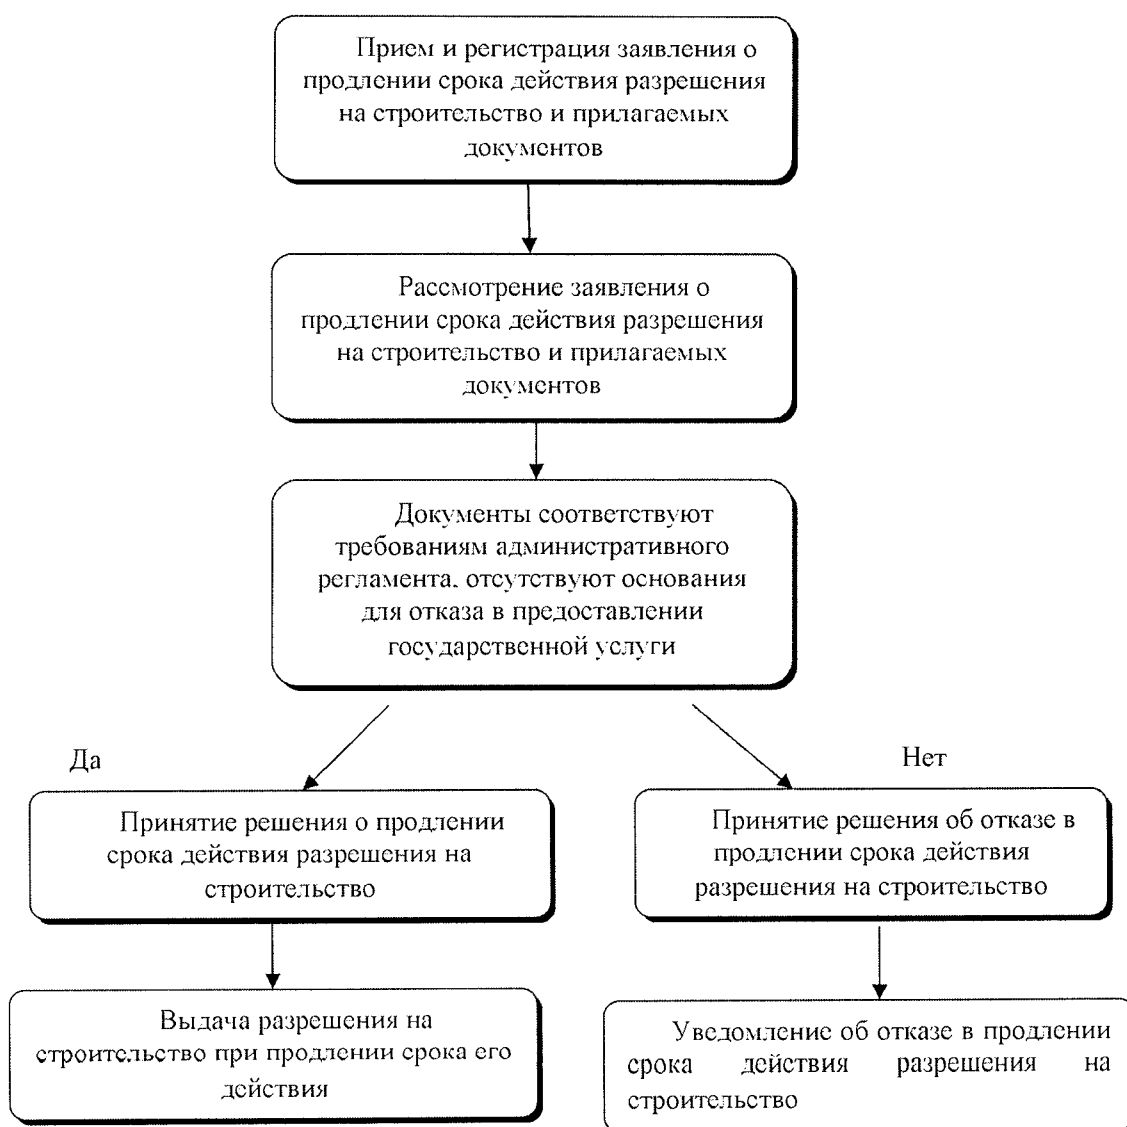 Прием и регистрация заявления о
продлении срока действия разрешения
на строительство и прилагаемых
документов
Рассмотрение заявления о
продлении срока действия разрешения
на строительство и прилагаемых
документов
Документы соответствуют
требованиям административного
регламента, отсутствуют основания
для отказа в предоставлении
государственной услуги
Да
Нет
Принятие решения о продлении
срока действия разрешения на
строительство
Принятие решения об отказе в
продлении срока действия
разрешения на строительство
Выдача разрешения на
строительство при продлении срока его
действия
Уведомление об отказе в продлении
срока действия разрешения на
строительство